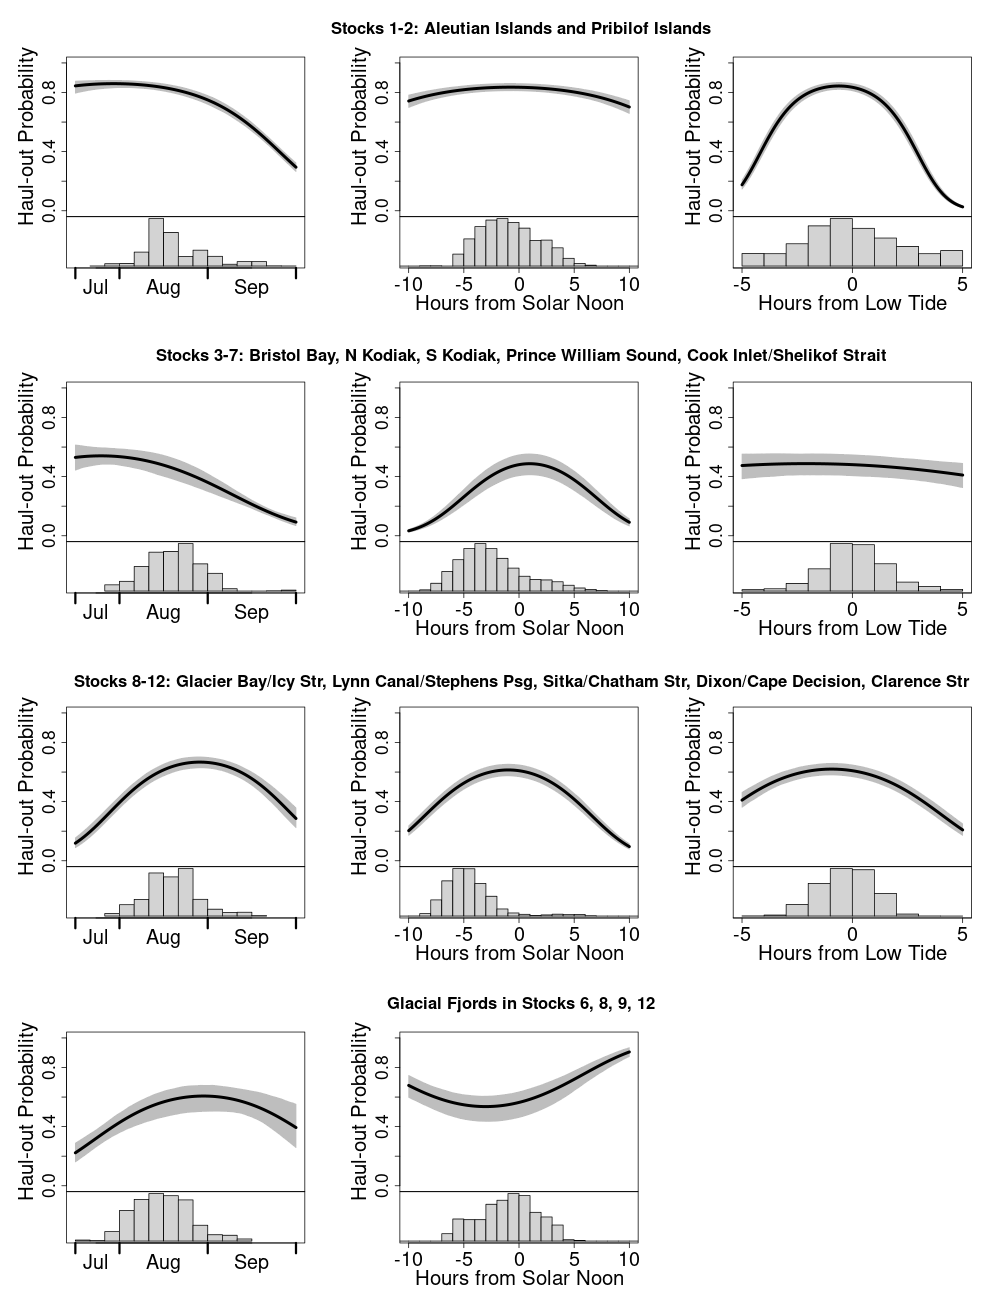 Stocks 1-2: Aleutian Islands and Pribilof Islands
Haul-out Probability
0.0 0.4 0.8
Jul Aug Sep
Haul-out Probability
0.0 0.4 0.8
-10 -5 0 5 10
Hours from Solar Noon
Haul-out Probability
0.0 0.4 0.8
-5 0 5
Hours from Low Tide
Stocks 3-7: Bristol Bay, N Kodiak, S Kodiak, Prince William Sound, Cook Inlet/Shelikof Strait
Haul-out Probability
0.0 0.4 0.8
Jul Aug Sep
Haul-out Probability
0.0 0.4 0.8
-10 -5 0 5 10
Hours from Solar Noon
Haul-out Probability
0.0 0.4 0.8
-5 0 5
Hours from Low Tide
Stocks 8-12: Glacier Bay/Icy Str, Lynn Canal/Stephens Psg, Sitka/Chatham Str, Dixon/Cape Decision, Clarence Str
Haul-out Probability
0.0 0.4 0.8
Jul Aug Sep
Haul-out Probability
0.0 0.4 0.8
-10 -5 0 5 10
Hours from Solar Noon
Haul-out Probability
0.0 0.4 0.8
-5 0 5
Hours from Low Tide
Glacial Fjords in Stocks 6, 8, 9, 12
Haul-out Probability
0.0 0.4 0.8
Jul Aug Sep
Haul-out Probability
0.0 0.4 0.8
-10 -5 0 5 10
Hours from Solar Noon